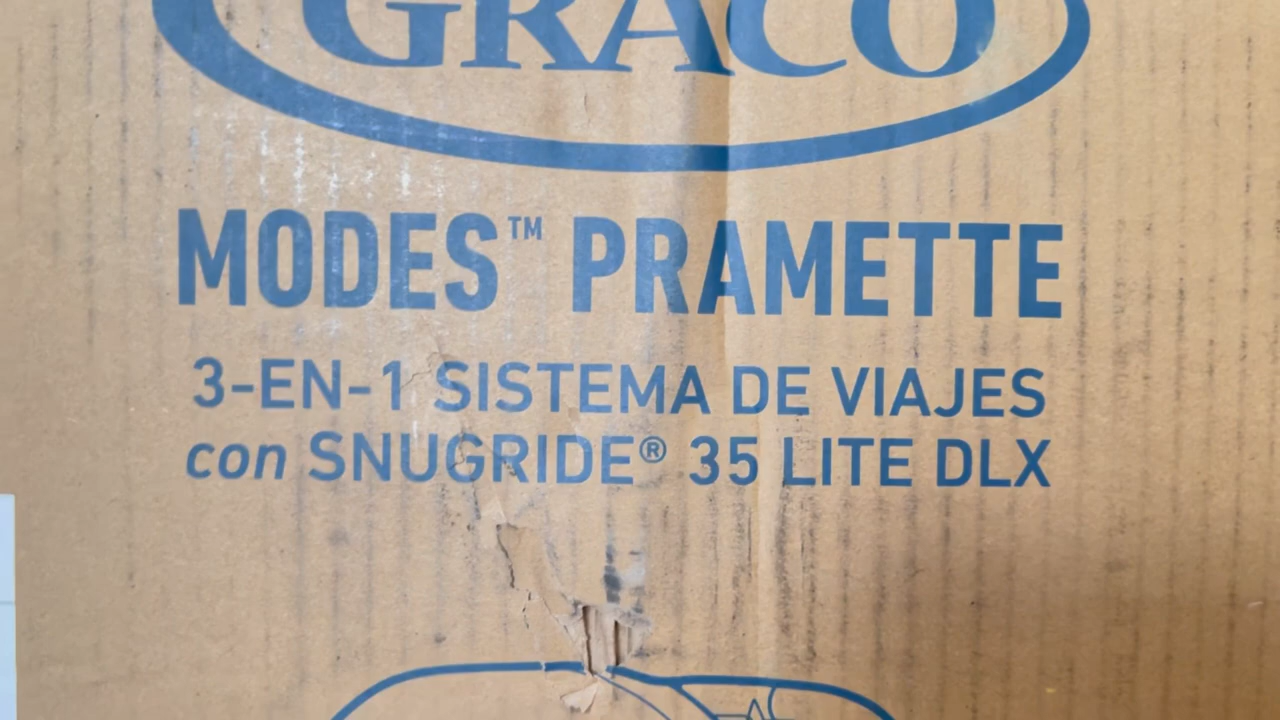 GRACO
MODES™ PRAMETTE
3-EN-1 SISTEMA DE VIAJES
con SNUGRIDE® 35 LITE DLX